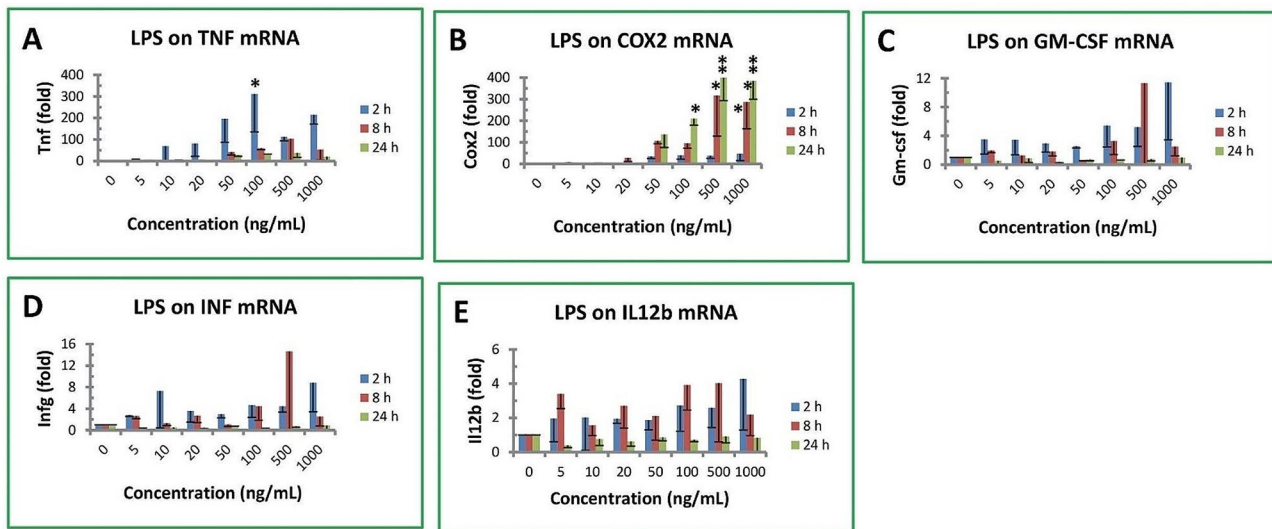 A
LPS on TNF mRNA
Tnf (fold)
400
300
200
100
0
*
2 h
8 h
24 h
0 5 10 20 50 100 500 1000
Concentration (ng/mL)
B
LPS on COX2 mRNA
Cox2 (fold)
400
300
200
100
0
* * ** * * **
2 h
8 h
24 h
0 5 10 20 50 100 500 1000
Concentration (ng/mL)
C
LPS on GM-CSF mRNA
Gm-csf (fold)
12
8
4
0
2 h
8 h
24 h
0 5 10 20 50 100 500 1000
Concentration (ng/mL)
D
LPS on INF mRNA
Infg (fold)
16
12
8
4
0
2 h
8 h
24 h
0 5 10 20 50 100 500 1000
Concentration (ng/mL)
E
LPS on IL12b mRNA
Il12b (fold)
6
4
2
0
2 h
8 h
24 h
0 5 10 20 50 100 500 1000
Concentration (ng/mL)